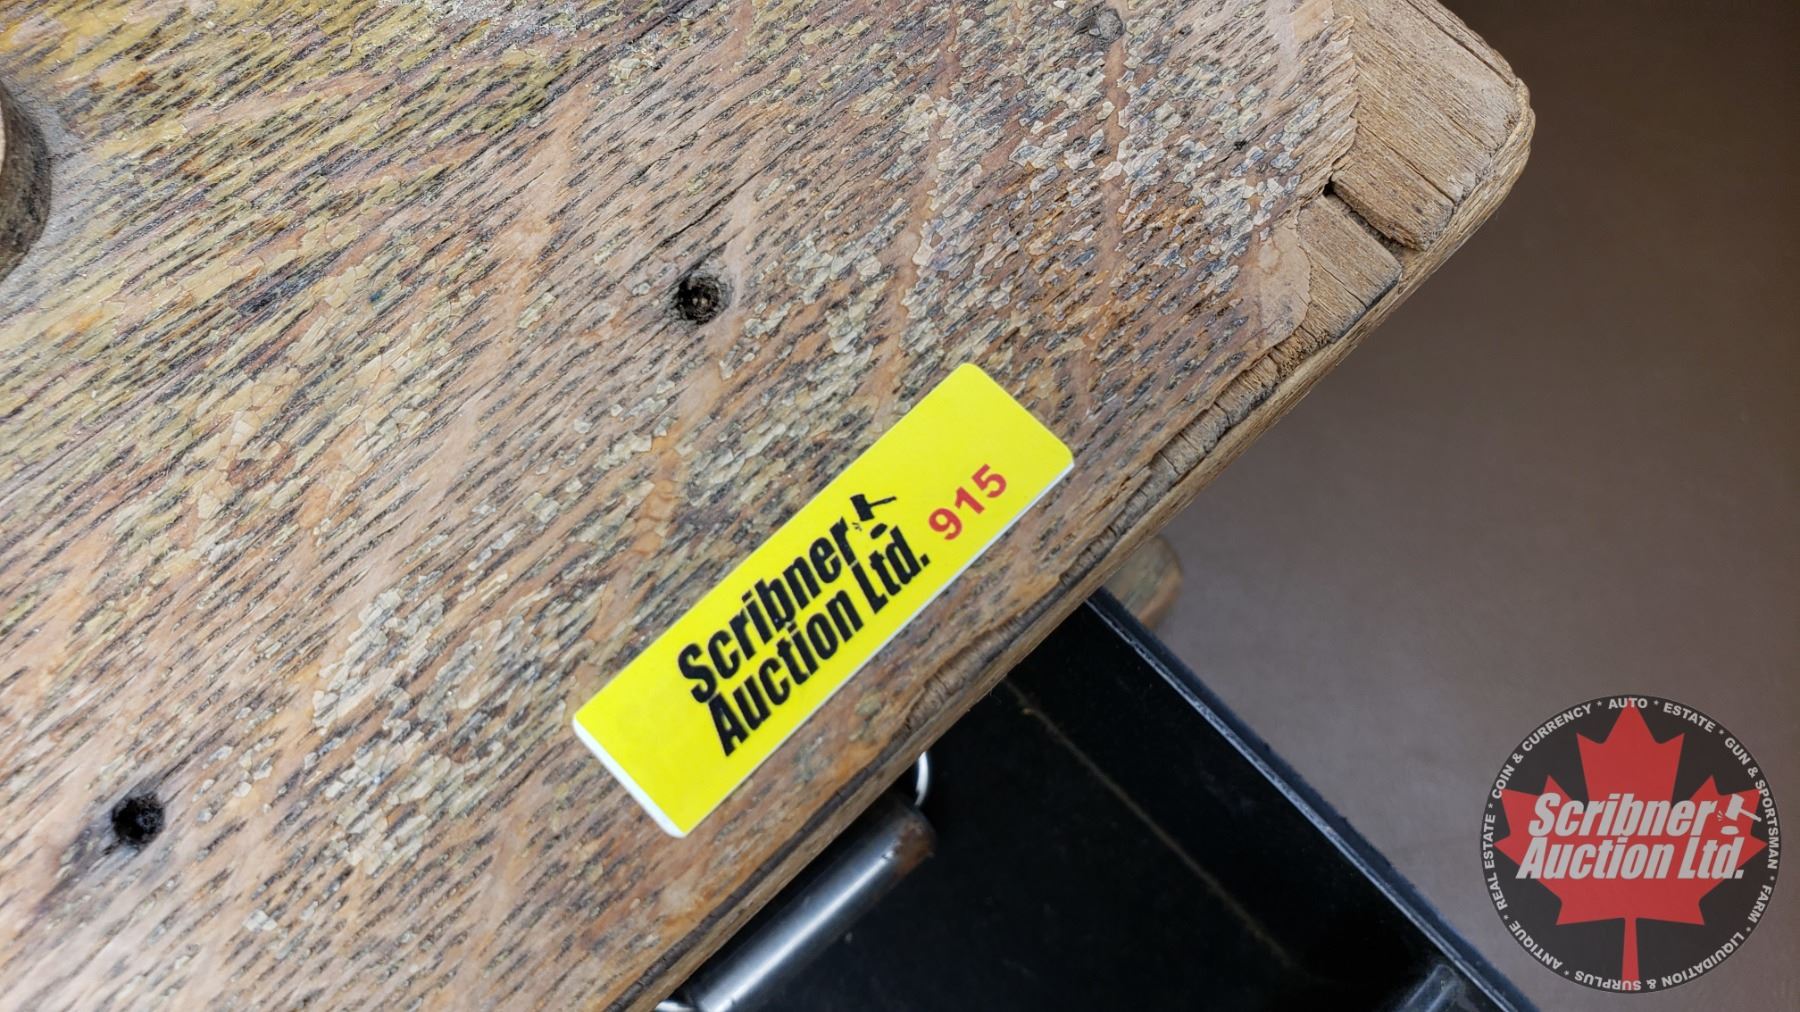 Scribner
Auction Ltd. 915
Scribner
Auction Ltd.
* REAL ESTATE * COIN & CURRENCY * AUTO * ESTATE * GUN & SPORTSMAN * FARM * LIQUIDATION & SURPLUS * ANTIQUE